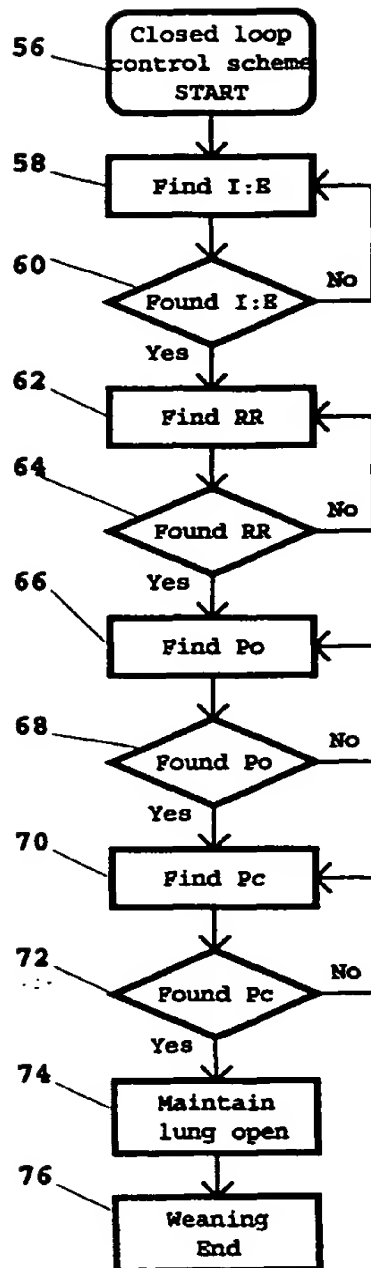 56
Closed loop
control scheme
START
58
Find I:E
60
Found I:E
No
Yes
62
Find RR
64
Found RR
No
Yes
66
Find Po
68
Found Po
No
Yes
70
Find Pc
72
Found Pc
No
Yes
74
Maintain
lung open
76
Weaning
End